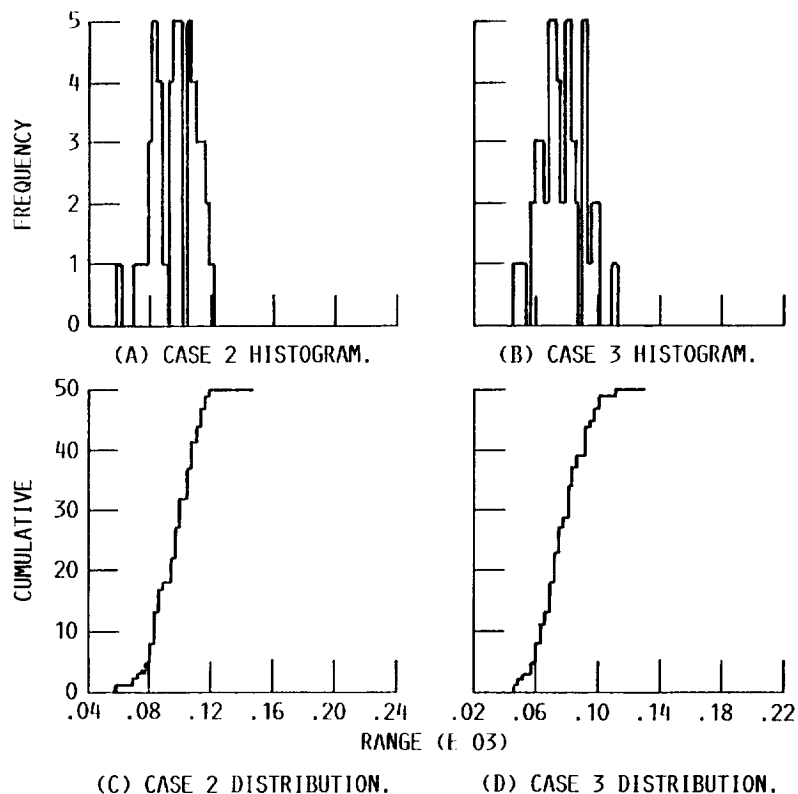 5
4
3
2
1
0
FREQUENCY
(A) CASE 2 HISTOGRAM.
(B) CASE 3 HISTOGRAM.
50
40
30
20
10
0
CUMULATIVE
.04 .08 .12 .16 .20 .24
.02 .06 .10 .14 .18 .22
RANGE (E 03)
(C) CASE 2 DISTRIBUTION.
(D) CASE 3 DISTRIBUTION.